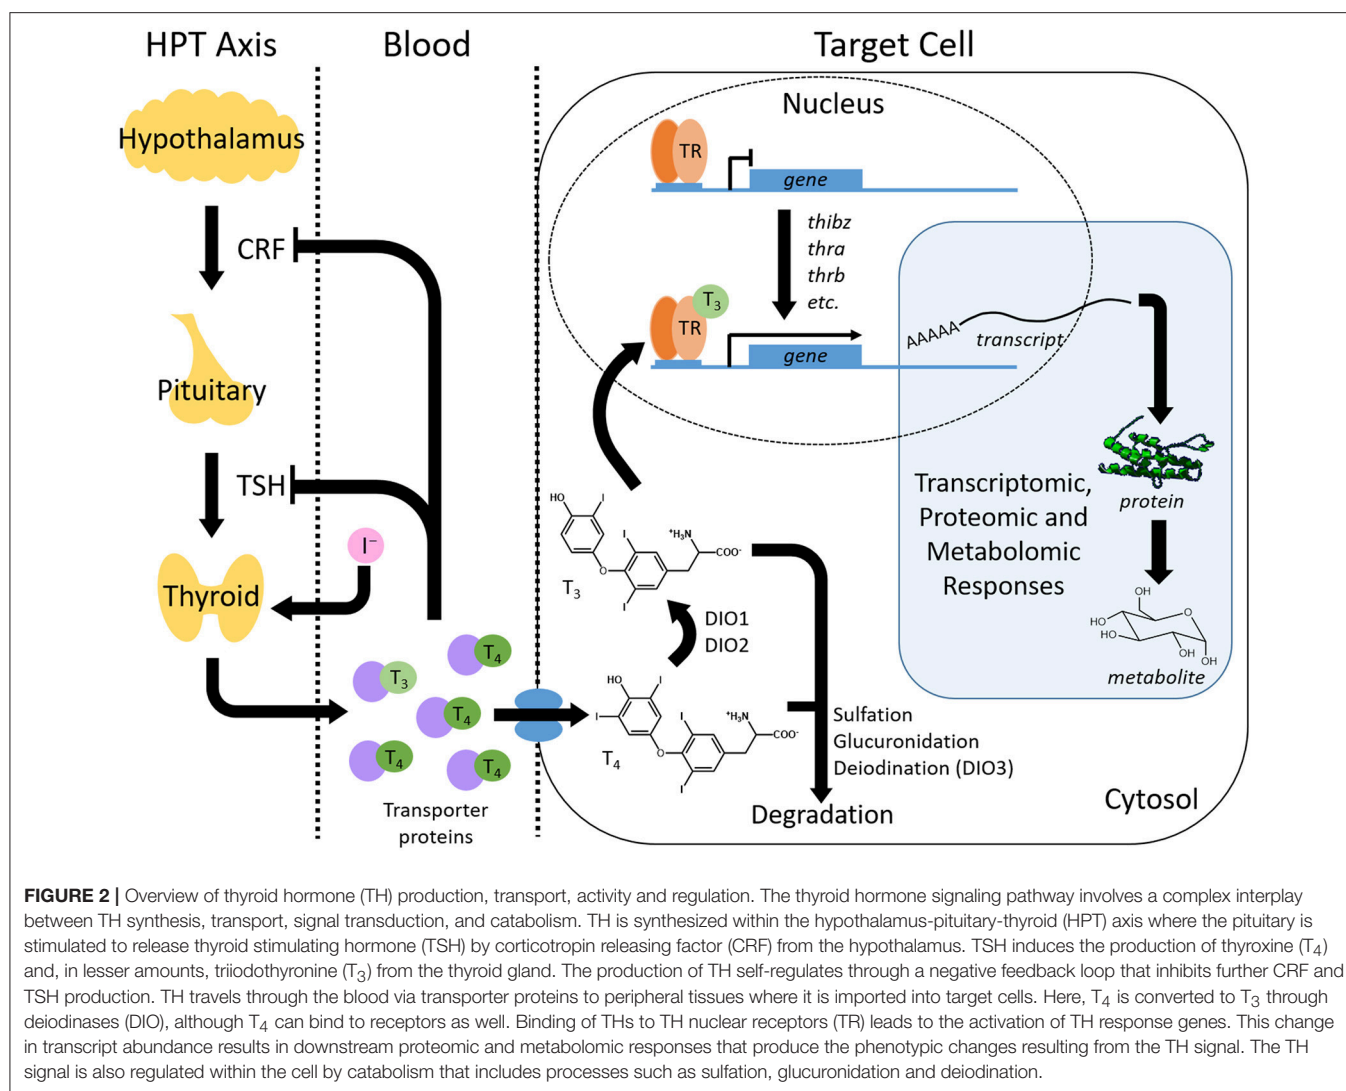 HPT Axis
Blood
Target Cell
Hypothalamus
CRF
Pituitary
TSH
I⁻
Thyroid
T₃
T₄
T₄
T₄
T₄
Transporter
proteins
Nucleus
TR
gene
thibz
thra
thrb
etc.
T₃
TR
gene
AAAAA
transcript
protein
Transcriptomic,
Proteomic and
Metabolomic
Responses
OH
HO
HO
O
OH
OH
metabolite
HO
I
I
O
I
⁺H₃N
COO⁻
T₃
DIO1
DIO2
HO
I
I
O
I
I
⁺H₃N
COO⁻
T₄
Sulfation
Glucuronidation
Deiodination (DIO3)
Degradation
Cytosol
FIGURE 2 | Overview of thyroid hormone (TH) production, transport, activity and regulation. The thyroid hormone signaling pathway involves a complex interplay
between TH synthesis, transport, signal transduction, and catabolism. TH is synthesized within the hypothalamus-pituitary-thyroid (HPT) axis where the pituitary is
stimulated to release thyroid stimulating hormone (TSH) by corticotropin releasing factor (CRF) from the hypothalamus. TSH induces the production of thyroxine (T₄)
and, in lesser amounts, triiodothyronine (T₃) from the thyroid gland. The production of TH self-regulates through a negative feedback loop that inhibits further CRF and
TSH production. TH travels through the blood via transporter proteins to peripheral tissues where it is imported into target cells. Here, T₄ is converted to T₃ through
deiodinases (DIO), although T₄ can bind to receptors as well. Binding of THs to TH nuclear receptors (TR) leads to the activation of TH response genes. This change
in transcript abundance results in downstream proteomic and metabolomic responses that produce the phenotypic changes resulting from the TH signal. The TH
signal is also regulated within the cell by catabolism that includes processes such as sulfation, glucuronidation and deiodination.